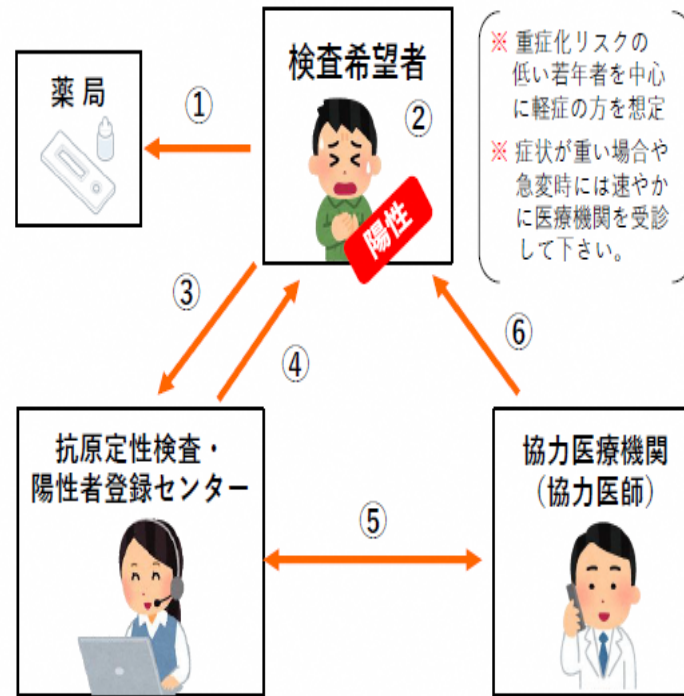 検査希望者
②
陽性
薬局
①
※ 重症化リスクの
低い若年者を中心
に軽症の方を想定
※ 症状が重い場合や
急変時には速やか
に医療機関を受診
して下さい。
③
④
⑥
抗原定性検査・
陽性者登録センター
⑤
協力医療機関
（協力医師）